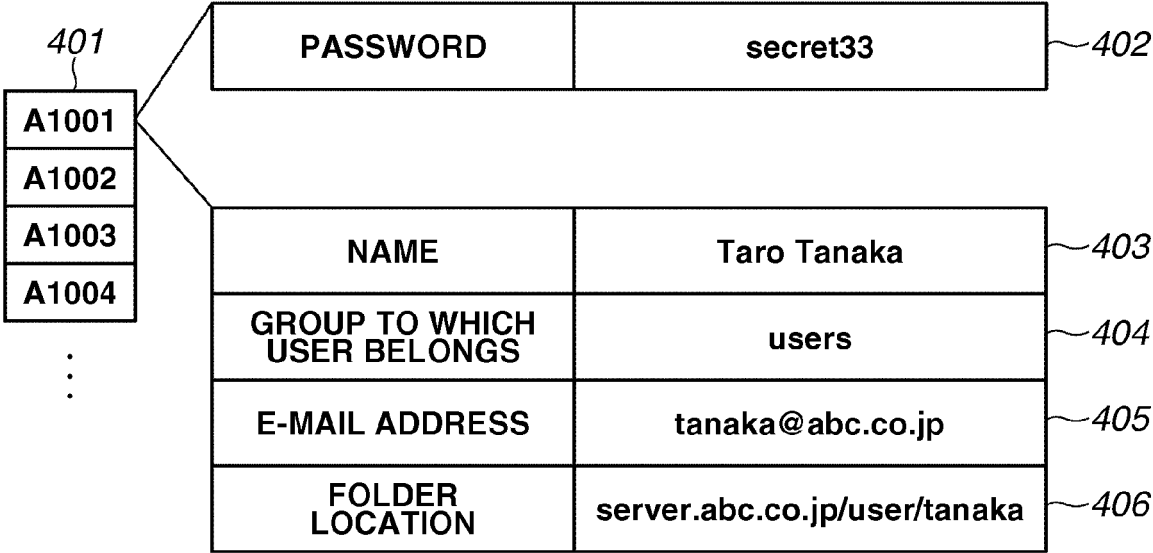 401
A1001
A1002
A1003
A1004
PASSWORD secret33 402
NAME Taro Tanaka 403
GROUP TO WHICH
USER BELONGS users 404
E-MAIL ADDRESS tanaka@abc.co.jp 405
FOLDER
LOCATION server.abc.co.jp/user/tanaka 406